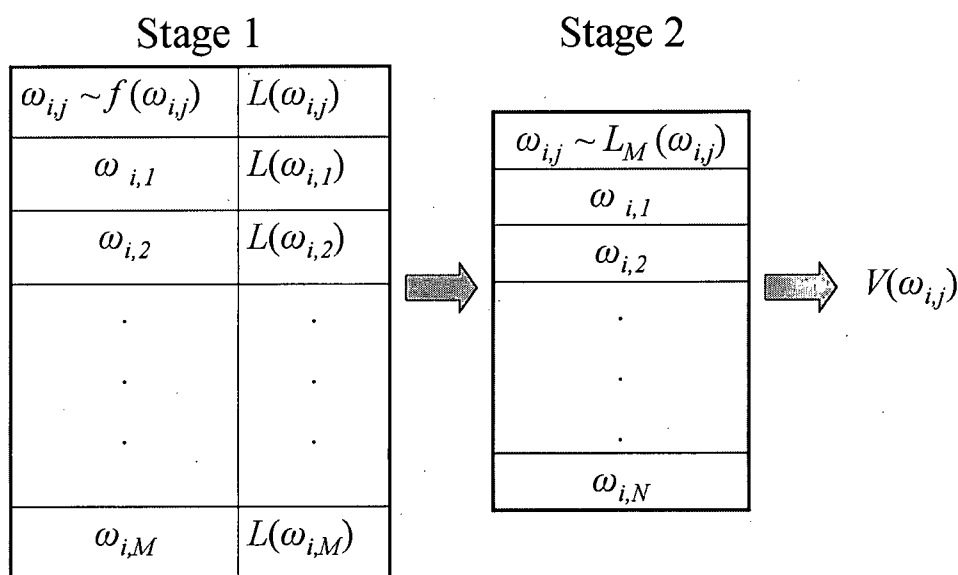 Stage 1
ω_{i,j} ~ f(ω_{i,j}) L(ω_{i,j})
ω_{i,1} L(ω_{i,1})
ω_{i,2} L(ω_{i,2})
. .
. .
. .
ω_{i,M} L(ω_{i,M})
Stage 2
ω_{i,j} ~ L_M(ω_{i,j})
ω_{i,1}
ω_{i,2}
.
.
.
ω_{i,N}
V(ω_{i,j})